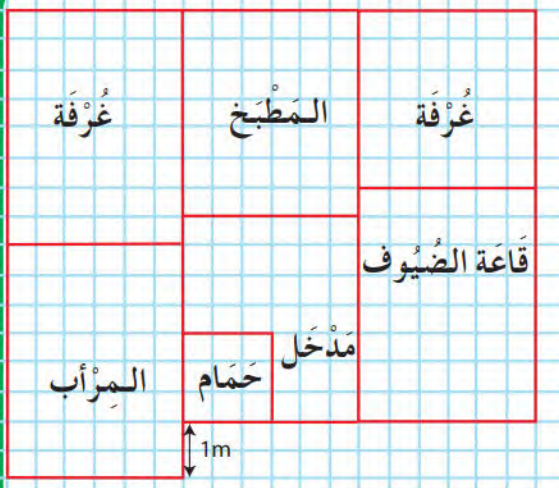 غُرْفَة
المَطْبَخ
غُرْفَة
قَاعَة الضُيُوف
مَدْخَل
حَمَام
المِرْأب
1m